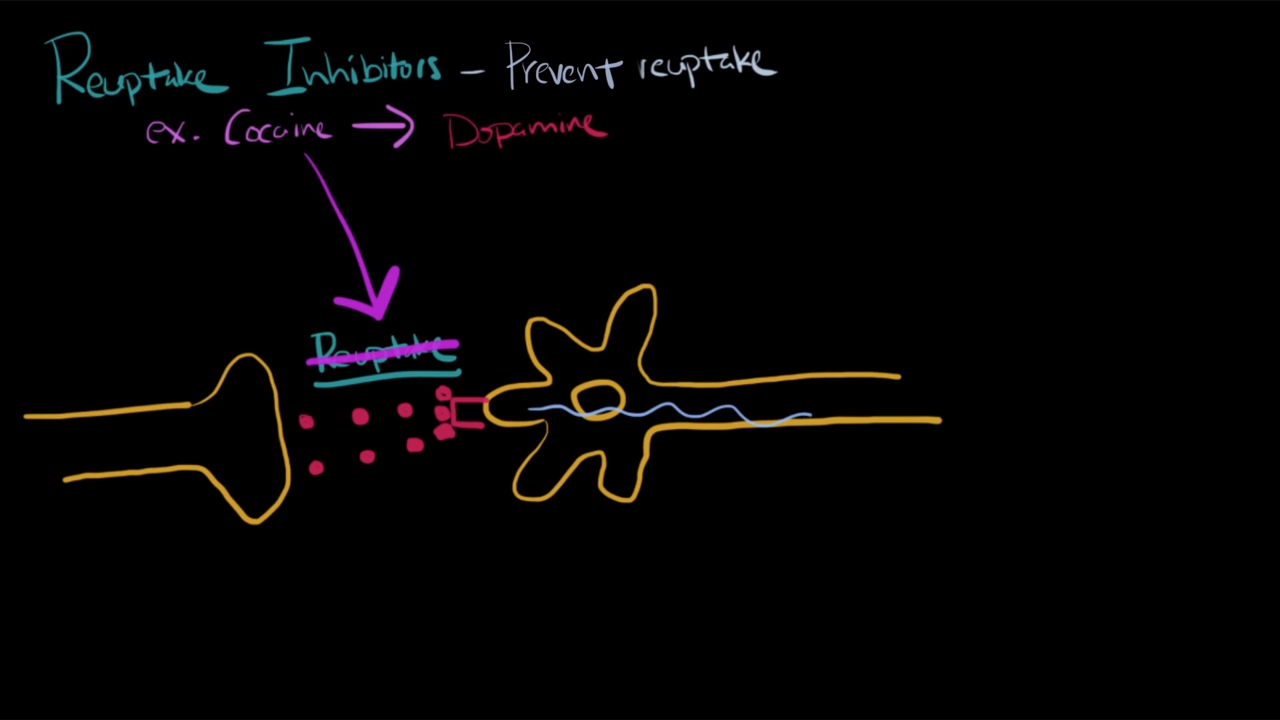 Reuptake Inhibitors – Prevent reuptake
ex. Cocaine → Dopamine
Reuptake